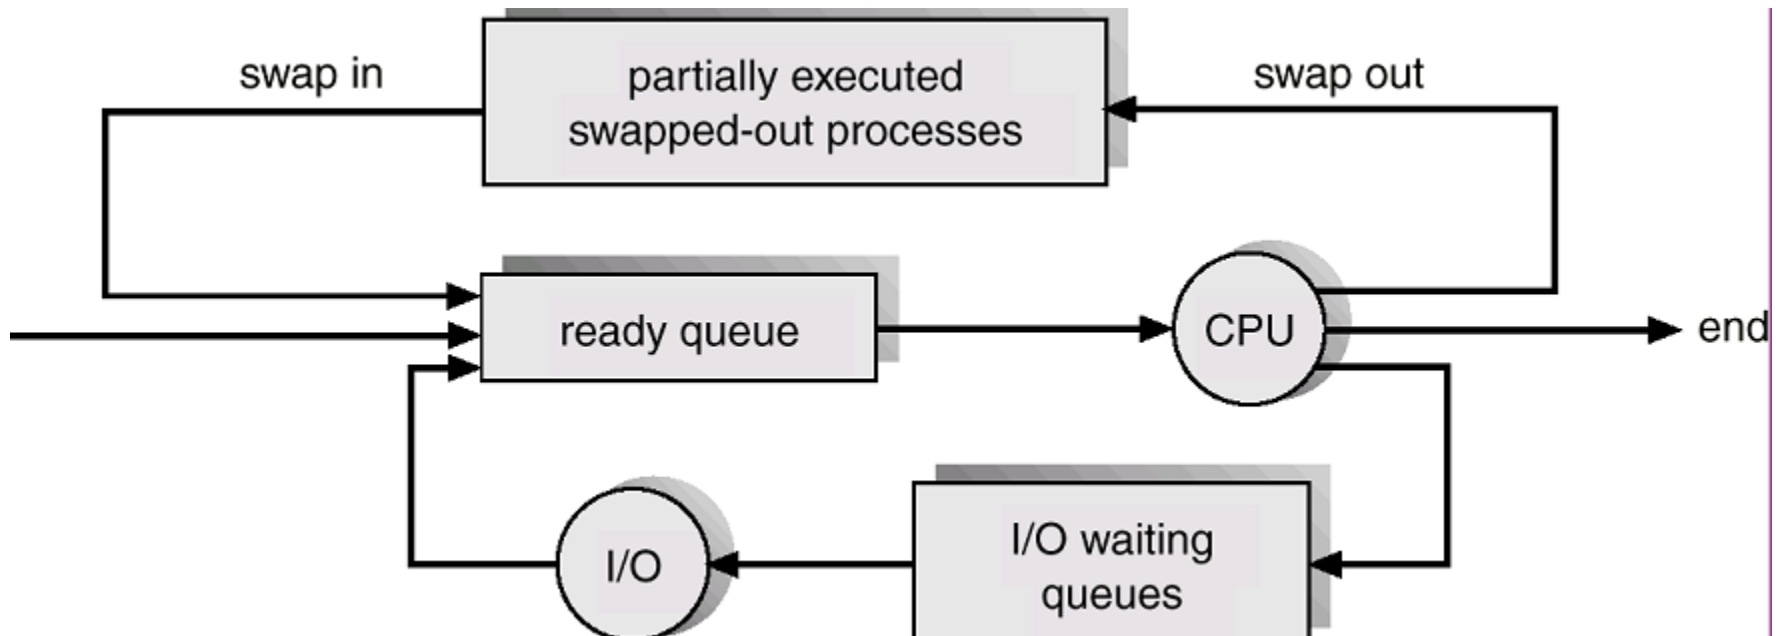 swap in
partially executed
swapped-out processes
swap out
ready queue
CPU
end
I/O
I/O waiting
queues